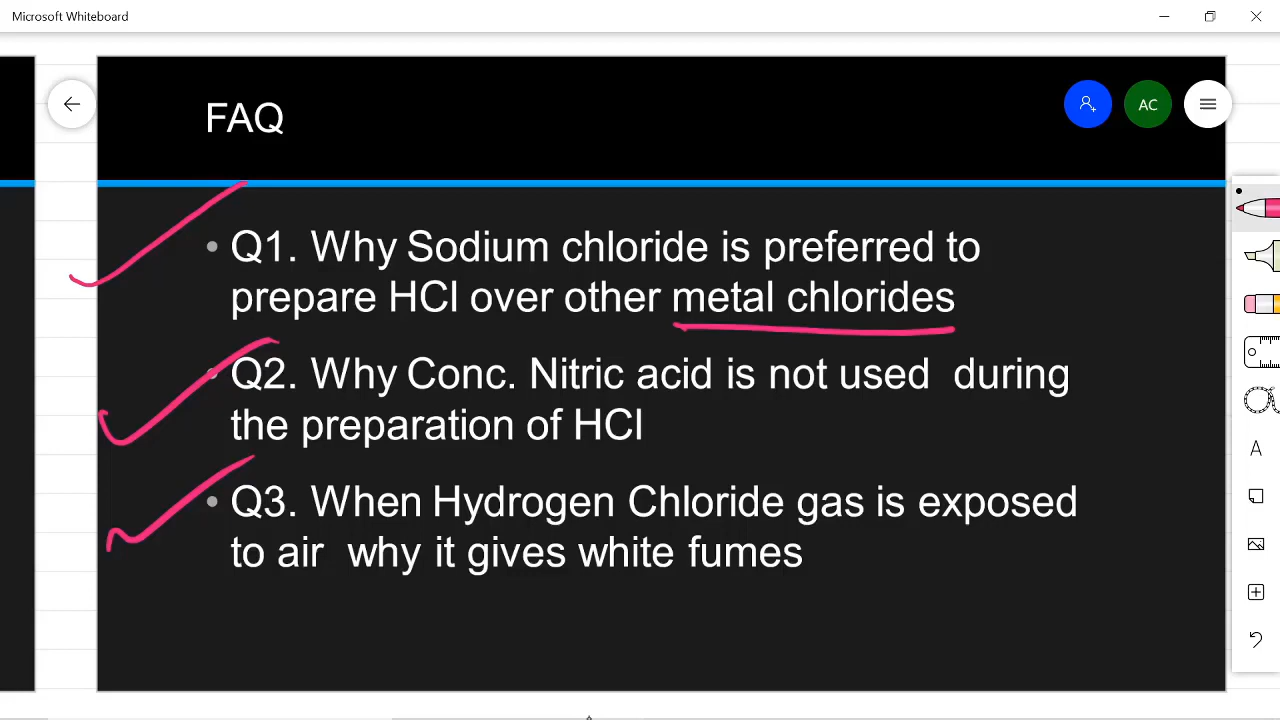 Microsoft Whiteboard
FAQ
AC
• Q1. Why Sodium chloride is preferred to
prepare HCl over other metal chlorides
• Q2. Why Conc. Nitric acid is not used during
the preparation of HCl
• Q3. When Hydrogen Chloride gas is exposed
to air why it gives white fumes
A